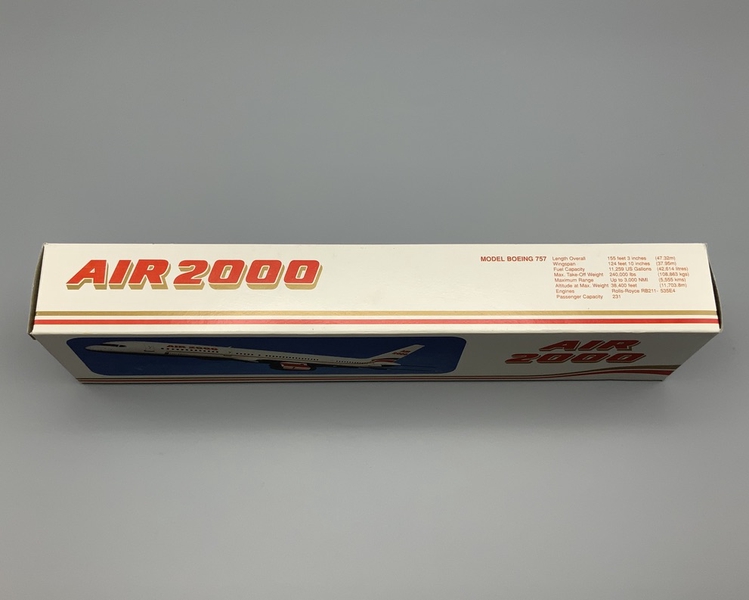 AIR 2000
MODEL BOEING 757
Length Overall 155 feet 3 inches (47.32m)
Wingspan 124 feet 10 inches (37.95m)
Fuel Capacity 11,259 US Gallons (42,614 litres)
Max. Take-Off Weight 240,000 lbs (108,863 kgs)
Maximum Range Up to 3,000 NMI (5,555 kms)
Altitude at Max. Weight 38,400 feet (11,703.8m)
Engines Rolls-Royce RB211-535E4
Passenger Capacity 231
AIR 2000
AIR
2000